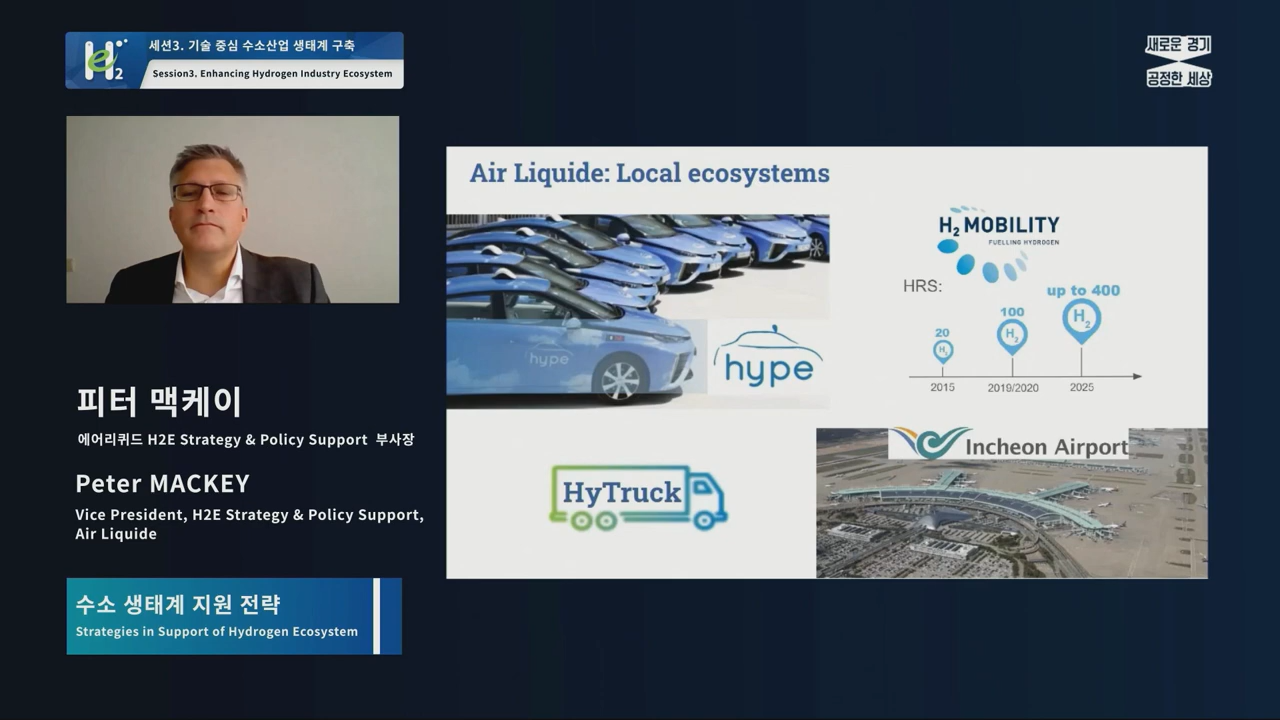 H2
세션3. 기술 중심 수소산업 생태계 구축
Session3. Enhancing Hydrogen Industry Ecosystem
새로운 경기
공정한 세상
피터 맥케이
에어리퀴드 H2E Strategy & Policy Support 부사장
Peter MACKEY
Vice President, H2E Strategy & Policy Support,
Air Liquide
수소 생태계 지원 전략
Strategies in Support of Hydrogen Ecosystem
Air Liquide: Local ecosystems
hype
hype
H2 MOBILITY
FUELLING HYDROGEN
HRS:
20
100
up to 400
H2
H2
H2
2015
2019/2020
2025
HyTruck
Incheon Airport